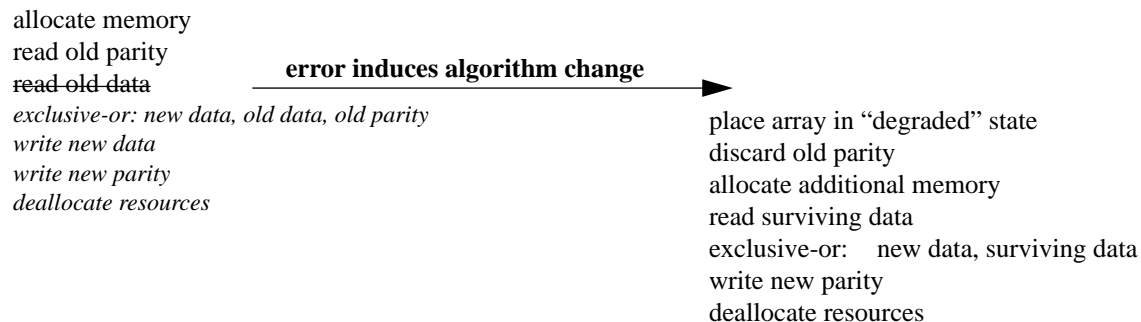 allocate memory
read old parity
read old data
error induces algorithm change
exclusive-or: new data, old data, old parity
write new data
write new parity
deallocate resources
place array in “degraded” state
discard old parity
allocate additional memory
read surviving data
exclusive-or: new data, surviving data
write new parity
deallocate resources